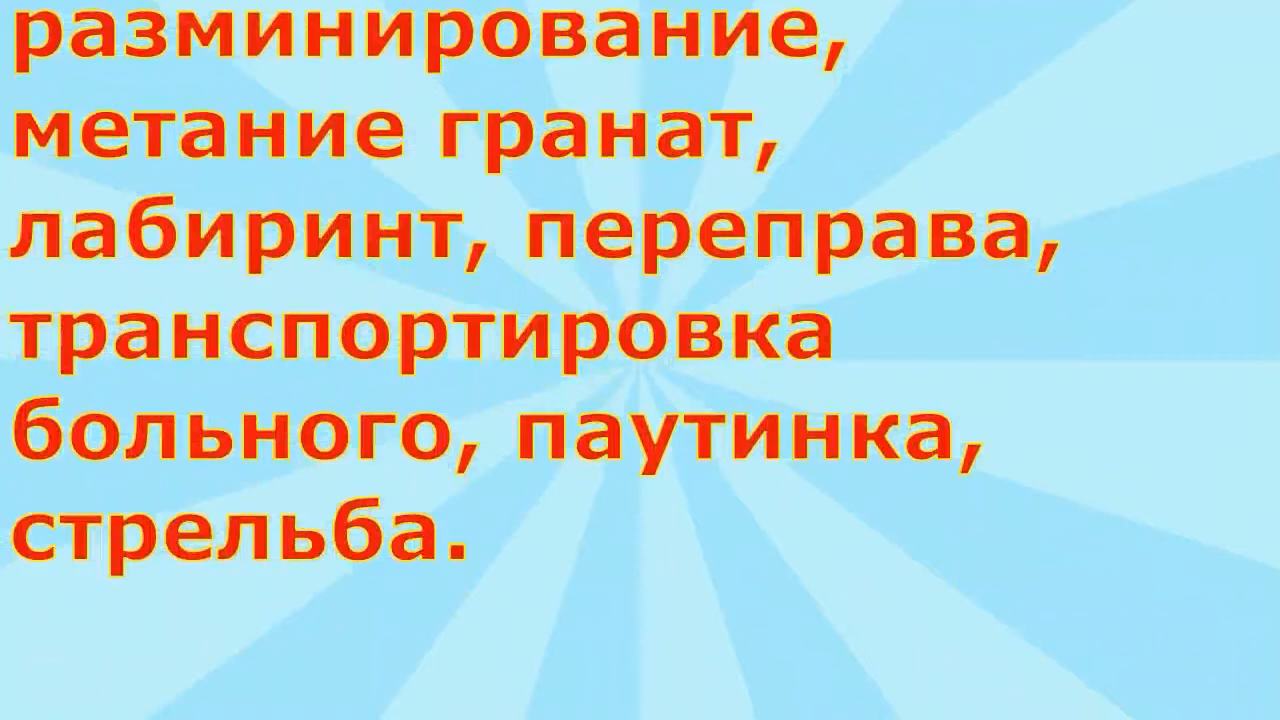 разминирование,
метание гранат,
лабиринт, переправа,
транспортировка
больного, паутинка,
стрельба.